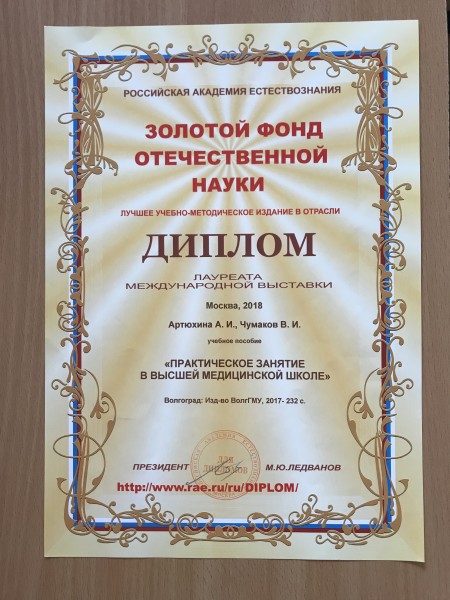 РОССИЙСКАЯ АКАДЕМИЯ ЕСТЕСТВОЗНАНИЯ
ЗОЛОТОЙ ФОНД
ОТЕЧЕСТВЕННОЙ
НАУКИ
ЛУЧШЕЕ УЧЕБНО-МЕТОДИЧЕСКОЕ ИЗДАНИЕ В ОТРАСЛИ
ДИПЛОМ
ЛАУРЕАТА
МЕЖДУНАРОДНОЙ ВЫСТАВКИ
Москва, 2018
Артюхина А. И., Чумаков В. И.
учебное пособие
«ПРАКТИЧЕСКОЕ ЗАНЯТИЕ
В ВЫСШЕЙ МЕДИЦИНСКОЙ ШКОЛЕ»
Волгоград: Изд-во ВолгГМУ, 2017- 232 с.
для
дипломов
ПРЕЗИДЕНТ М.Ю.ЛЕДВАНОВ
http://www.rae.ru/ru/DIPLOM/